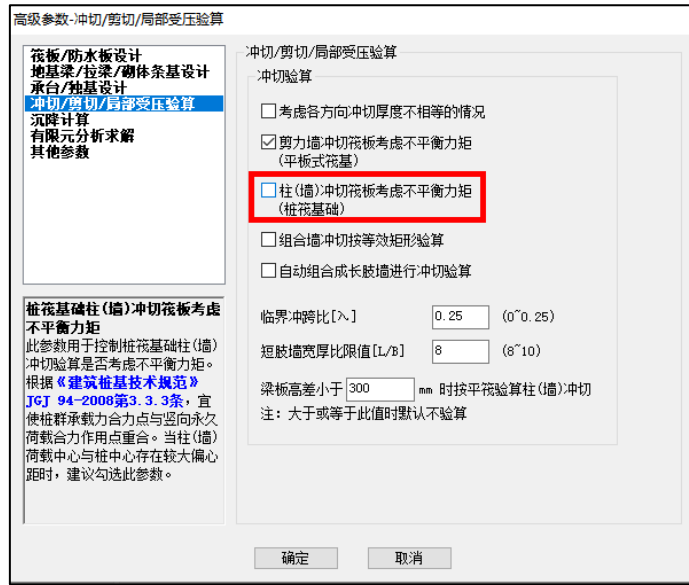 高级参数-冲切/剪切/局部受压验算
筏板/防水板设计
地基梁/拉梁/砌体条基设计
承台/独基设计
冲切/剪切/局部受压验算
沉降计算
有限元分析求解
其他参数
桩筏基础柱(墙)冲切筏板考虑
不平衡力矩
此参数用于控制桩筏基础柱(墙)
冲切验算是否考虑不平衡力矩。
根据《建筑桩基技术规范》
JGJ 94-2008第3.3.3条，宜
使桩群承载力合力点与竖向永久
荷载合力作用点重合。当柱(墙)
荷载中心与桩中心存在较大偏心
距时，建议勾选此参数。
冲切/剪切/局部受压验算
冲切验算
考虑各方向冲切厚度不相等的情况
剪力墙冲切筏板考虑不平衡力矩
(平板式筏基)
柱(墙)冲切筏板考虑不平衡力矩
(桩筏基础)
组合墙冲切按等效矩形验算
自动组合成长肢墙进行冲切验算
临界冲跨比[λ] 0.25 (0~0.25)
短肢墙宽厚比限值[L/B] 8 (8~10)
梁板高差小于 300 mm 时按平筏验算柱(墙)冲切
注: 大于或等于此值时默认不验算
确定 取消